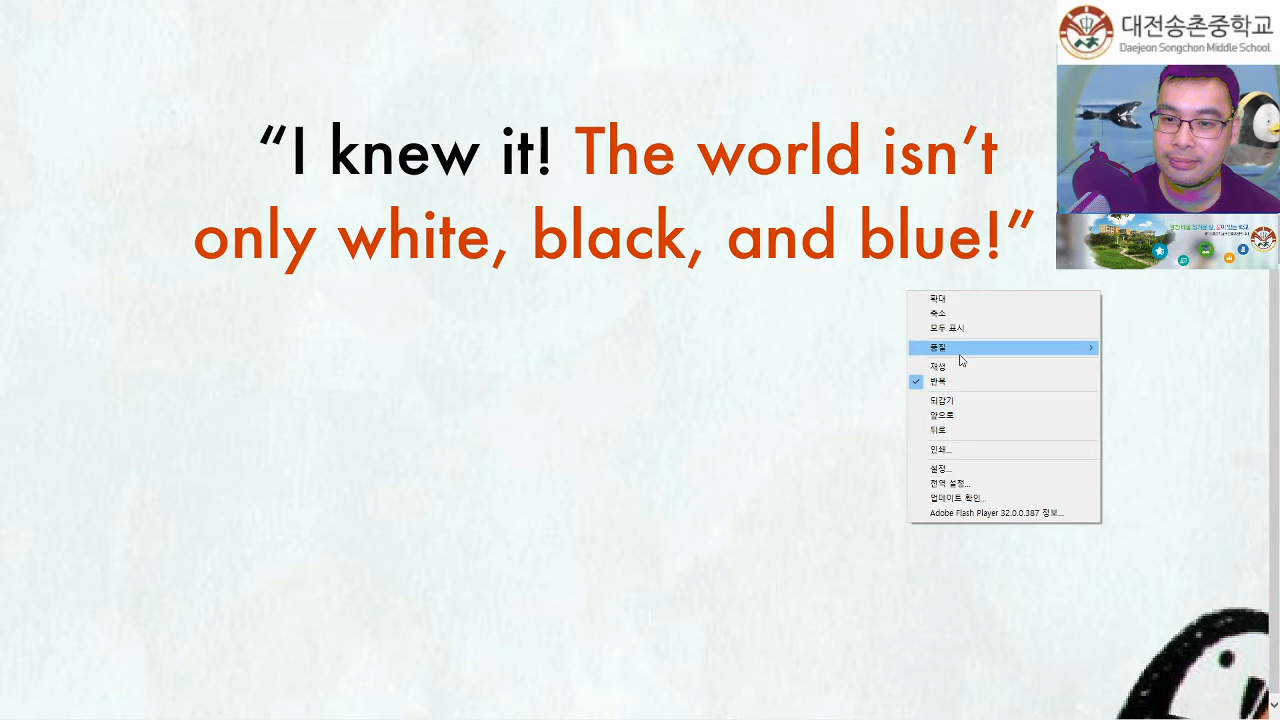 대전송촌중학교
Daejeon Songchon Middle School
“I knew it! The world isn’t
only white, black, and blue!”
확대
축소
모두 표시
품질
재생
반복
되감기
앞으로
뒤로
인쇄...
설정...
전역 설정...
업데이트 확인...
Adobe Flash Player 32.0.0.387 정보...